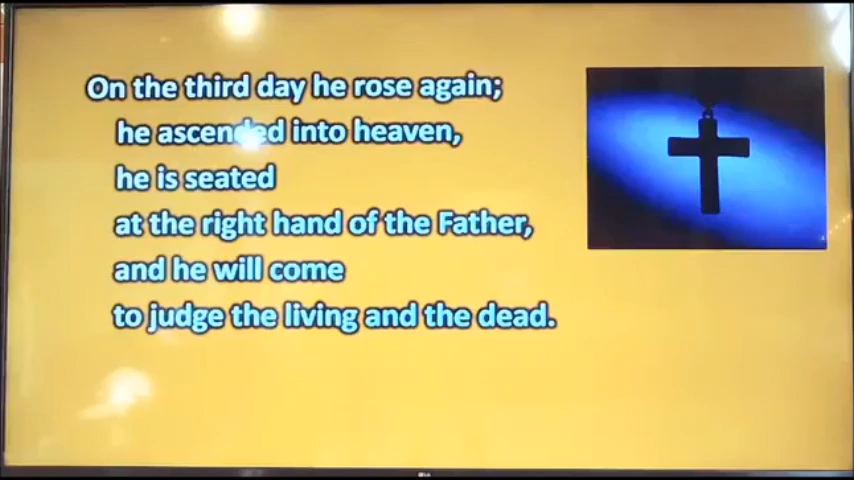 On the third day he rose again;
he ascended into heaven,
he is seated
at the right hand of the Father,
and he will come
to judge the living and the dead.
LG